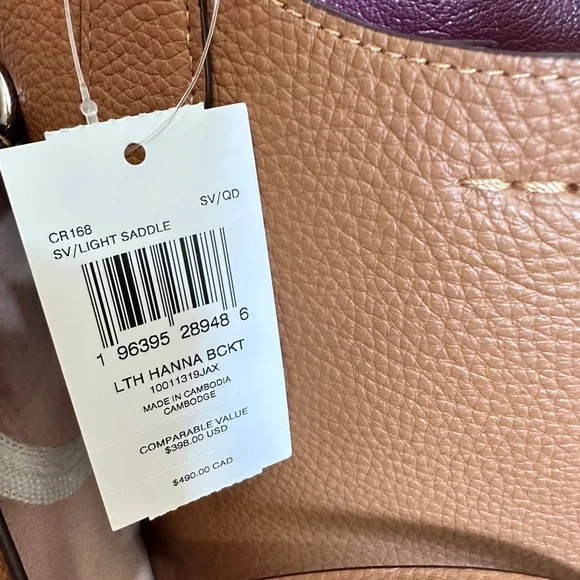 SV/QD
CR168
SV/LIGHT SADDLE
1 96395 28948 6
LTH HANNA BCKT
10011319JAX
MADE IN CAMBODIA
CAMBODGE
COMPARABLE VALUE
$398.00 USD
$490.00 CAD